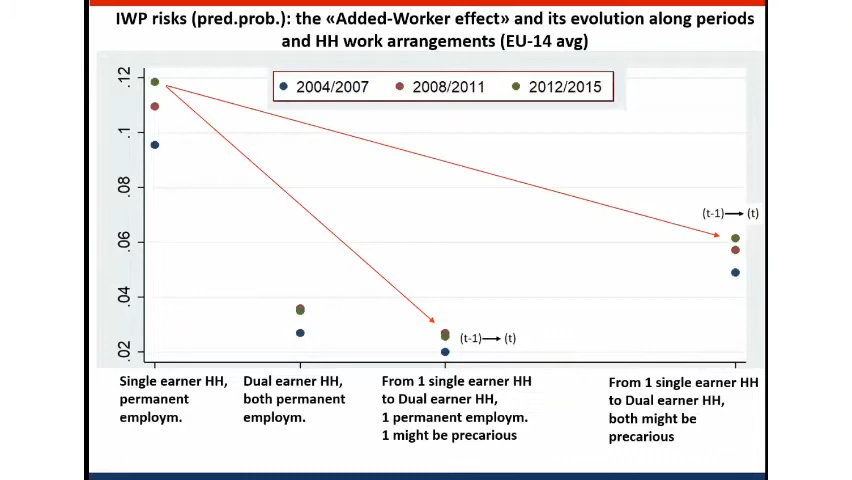 IWP risks (pred.prob.): the «Added-Worker effect» and its evolution along periods
and HH work arrangements (EU-14 avg)
2004/2007 2008/2011 2012/2015
.12
.1
.08
.06
.04
.02
(t-1) (t)
(t-1) (t)
Single earner HH,
permanent
employm.
Dual earner HH,
both permanent
employm.
From 1 single earner HH
to Dual earner HH,
1 permanent employm.
1 might be precarious
From 1 single earner HH
to Dual earner HH,
both might be
precarious